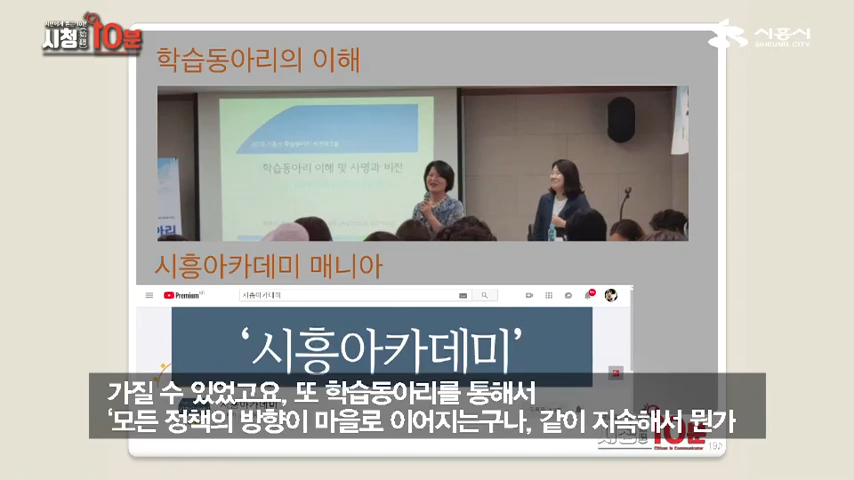 시청 10분
시흥시
SIHEUNG CITY
학습동아리의 이해
학습동아리 이해 및 사명과 비전
시흥아카데미 매니아
Premium
시흥아카데미
‘시흥아카데미’
가질 수 있었고요, 또 학습동아리를 통해서
‘모든 정책의 방향이 마을로 이어지는구나, 같이 지속해서 뭔가
10분